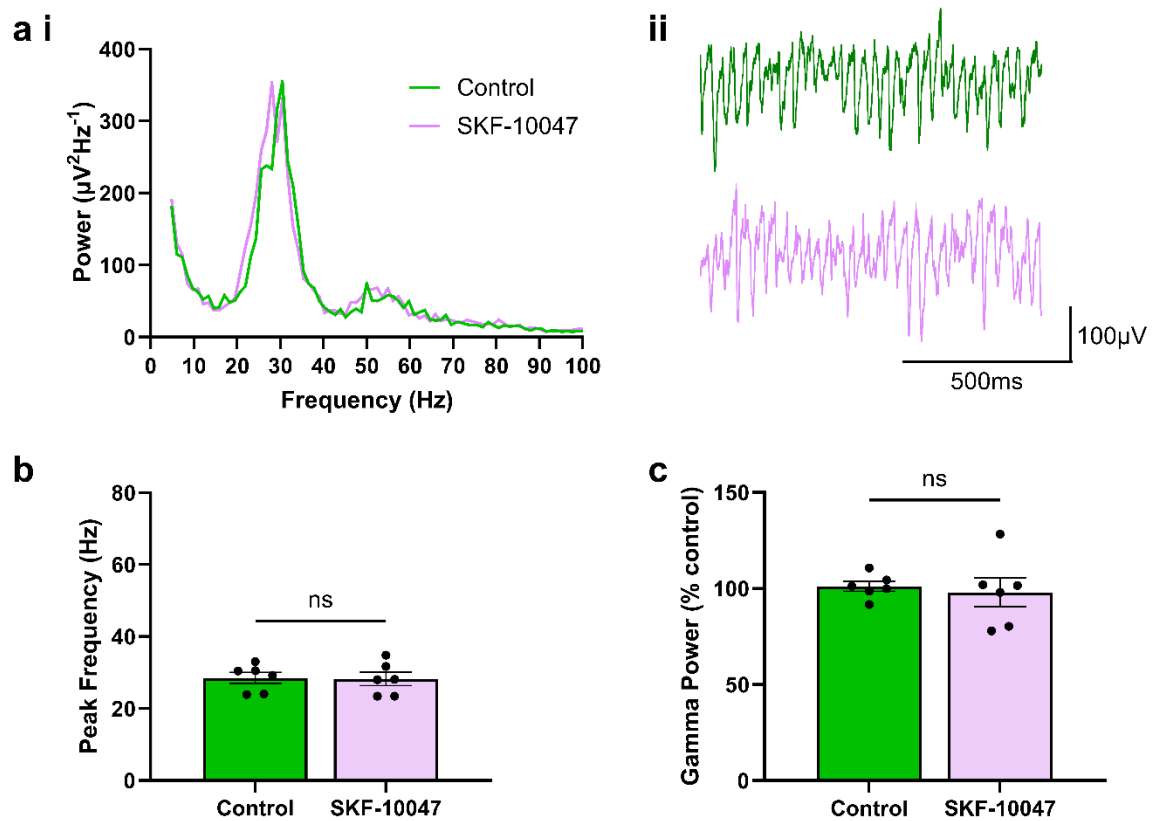 a i
400
300
200
100
0
Power (µV²Hz⁻¹)
Control
SKF-10047
0 10 20 30 40 50 60 70 80 90 100
Frequency (Hz)
ii
100µV
500ms
b
80
60
40
20
0
Peak Frequency (Hz)
ns
Control SKF-10047
c
150
100
50
0
Gamma Power (% control)
ns
Control SKF-10047